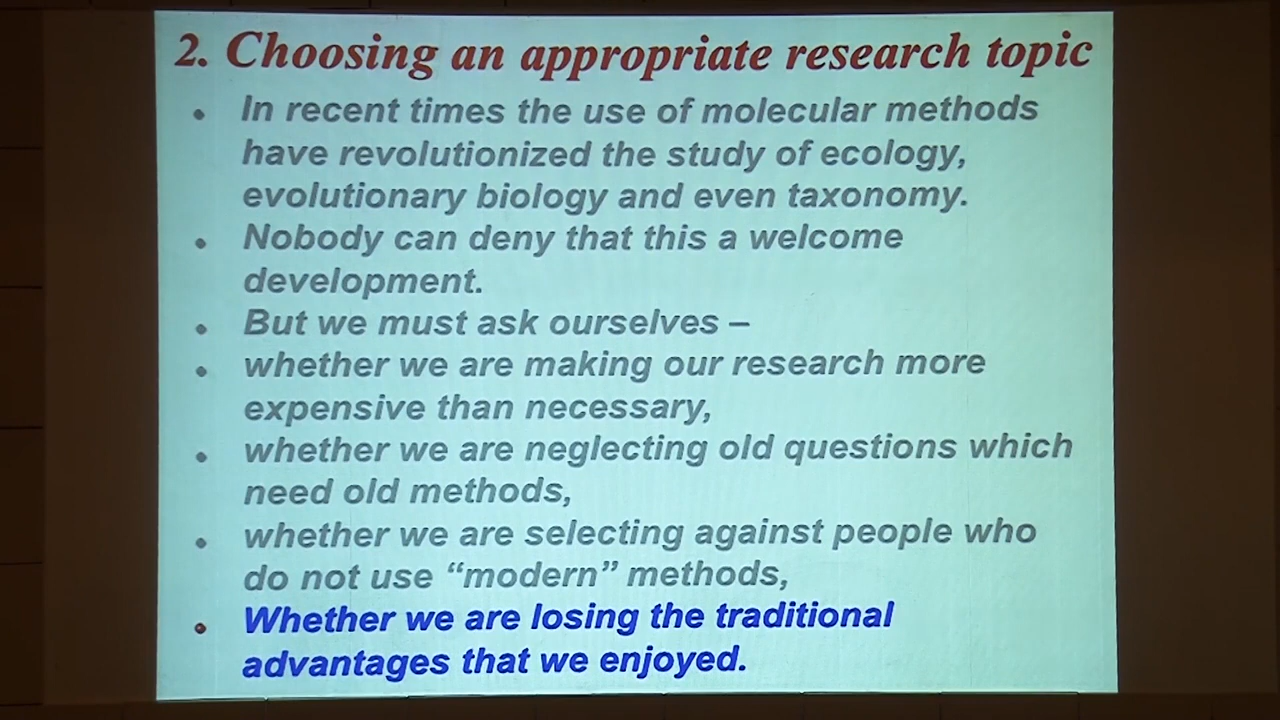 2. Choosing an appropriate research topic
• In recent times the use of molecular methods
have revolutionized the study of ecology,
evolutionary biology and even taxonomy.
• Nobody can deny that this a welcome
development.
• But we must ask ourselves –
• whether we are making our research more
expensive than necessary,
• whether we are neglecting old questions which
need old methods,
• whether we are selecting against people who
do not use “modern” methods,
• Whether we are losing the traditional
advantages that we enjoyed.